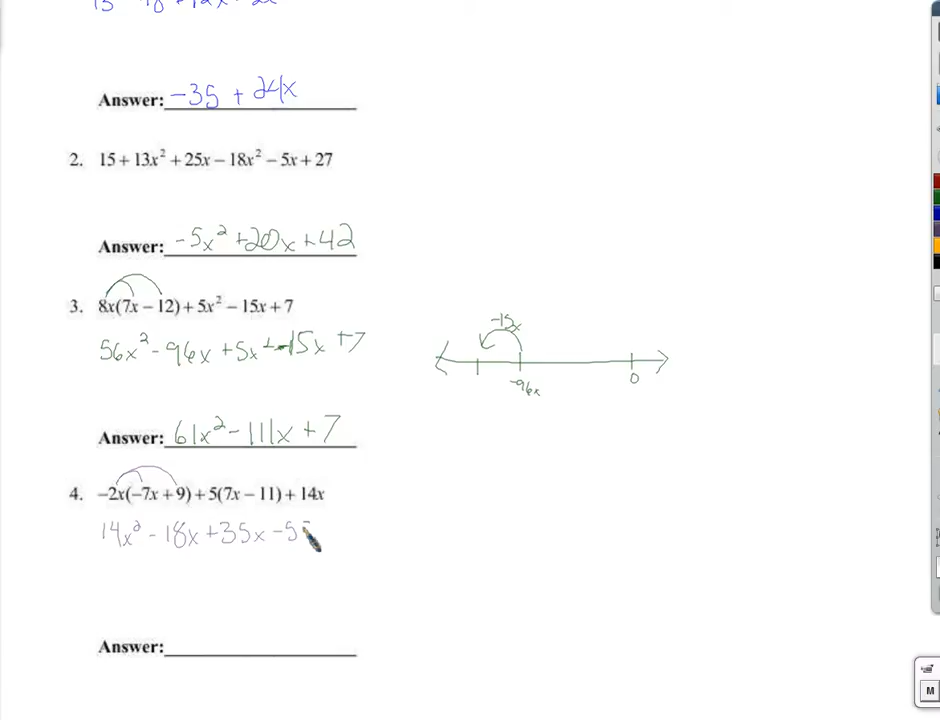 Answer: -35 + 24x
2. 15 + 13x² + 25x − 18x² − 5x + 27
Answer: -5x² +20x +42
3. 8x(7x − 12) + 5x² − 15x + 7
56x² - 96x +5x² -15x +7
-15x
-96x
0
Answer: 61x² - 111x + 7
4. −2x(−7x + 9) + 5(7x − 11) + 14x
14x² - 18x +35x -55
Answer:
M